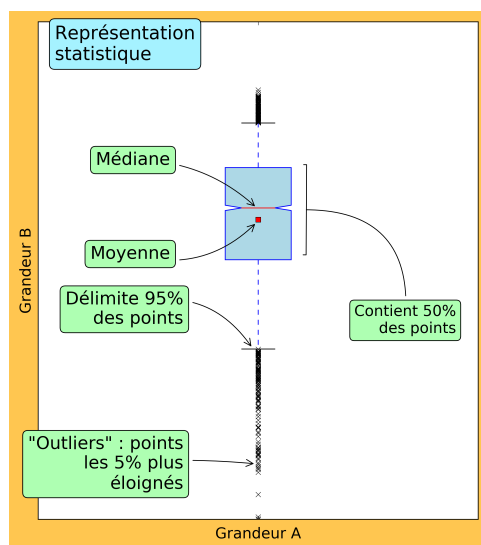 Représentation
statistique
Médiane
Moyenne
Délimite 95%
des points
Contient 50%
des points
"Outliers" : points
les 5% plus
éloignés
Grandeur B
Grandeur A